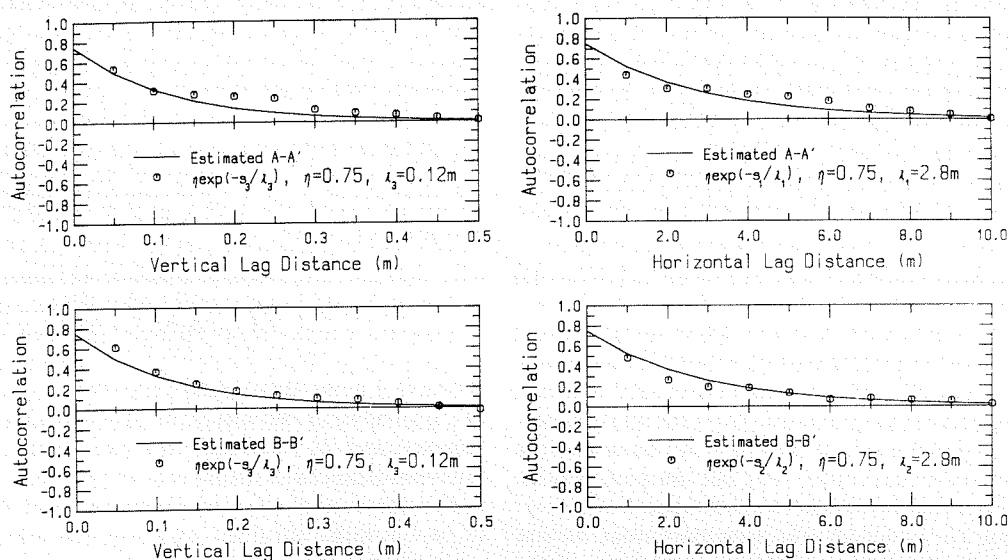 Autocorrelation
1.0
0.8
0.6
0.4
0.2
0.0
-0.2
-0.4
-0.6
-0.8
-1.0
Estimated A-A'
ηexp(-s₃/λ₃), η=0.75, λ₃=0.12m
0.0 0.1 0.2 0.3 0.4 0.5
Vertical Lag Distance (m)
Autocorrelation
1.0
0.8
0.6
0.4
0.2
0.0
-0.2
-0.4
-0.6
-0.8
-1.0
Estimated A-A'
ηexp(-s₁/λ₁), η=0.75, λ₁=2.8m
0.0 2.0 4.0 6.0 8.0 10.0
Horizontal Lag Distance (m)
Autocorrelation
1.0
0.8
0.6
0.4
0.2
0.0
-0.2
-0.4
-0.6
-0.8
-1.0
Estimated B-B'
ηexp(-s₃/λ₃), η=0.75, λ₃=0.12m
0.0 0.1 0.2 0.3 0.4 0.5
Vertical Lag Distance (m)
Autocorrelation
1.0
0.8
0.6
0.4
0.2
0.0
-0.2
-0.4
-0.6
-0.8
-1.0
Estimated B-B'
ηexp(-s₂/λ₂), η=0.75, λ₂=2.8m
0.0 2.0 4.0 6.0 8.0 10.0
Horizontal Lag Distance (m)